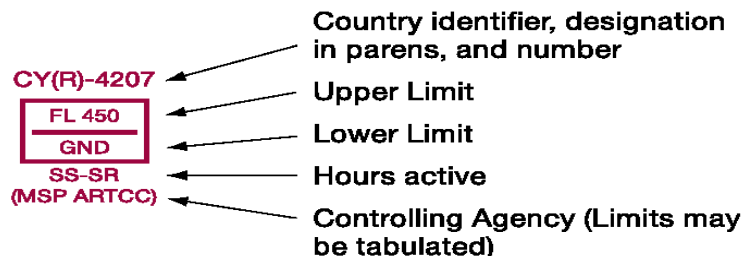 Country identifier, designation
in parens, and number
CY(R)-4207
FL 450
Upper Limit
GND
Lower Limit
SS-SR
Hours active
(MSP ARTCC)
Controlling Agency (Limits may
be tabulated)